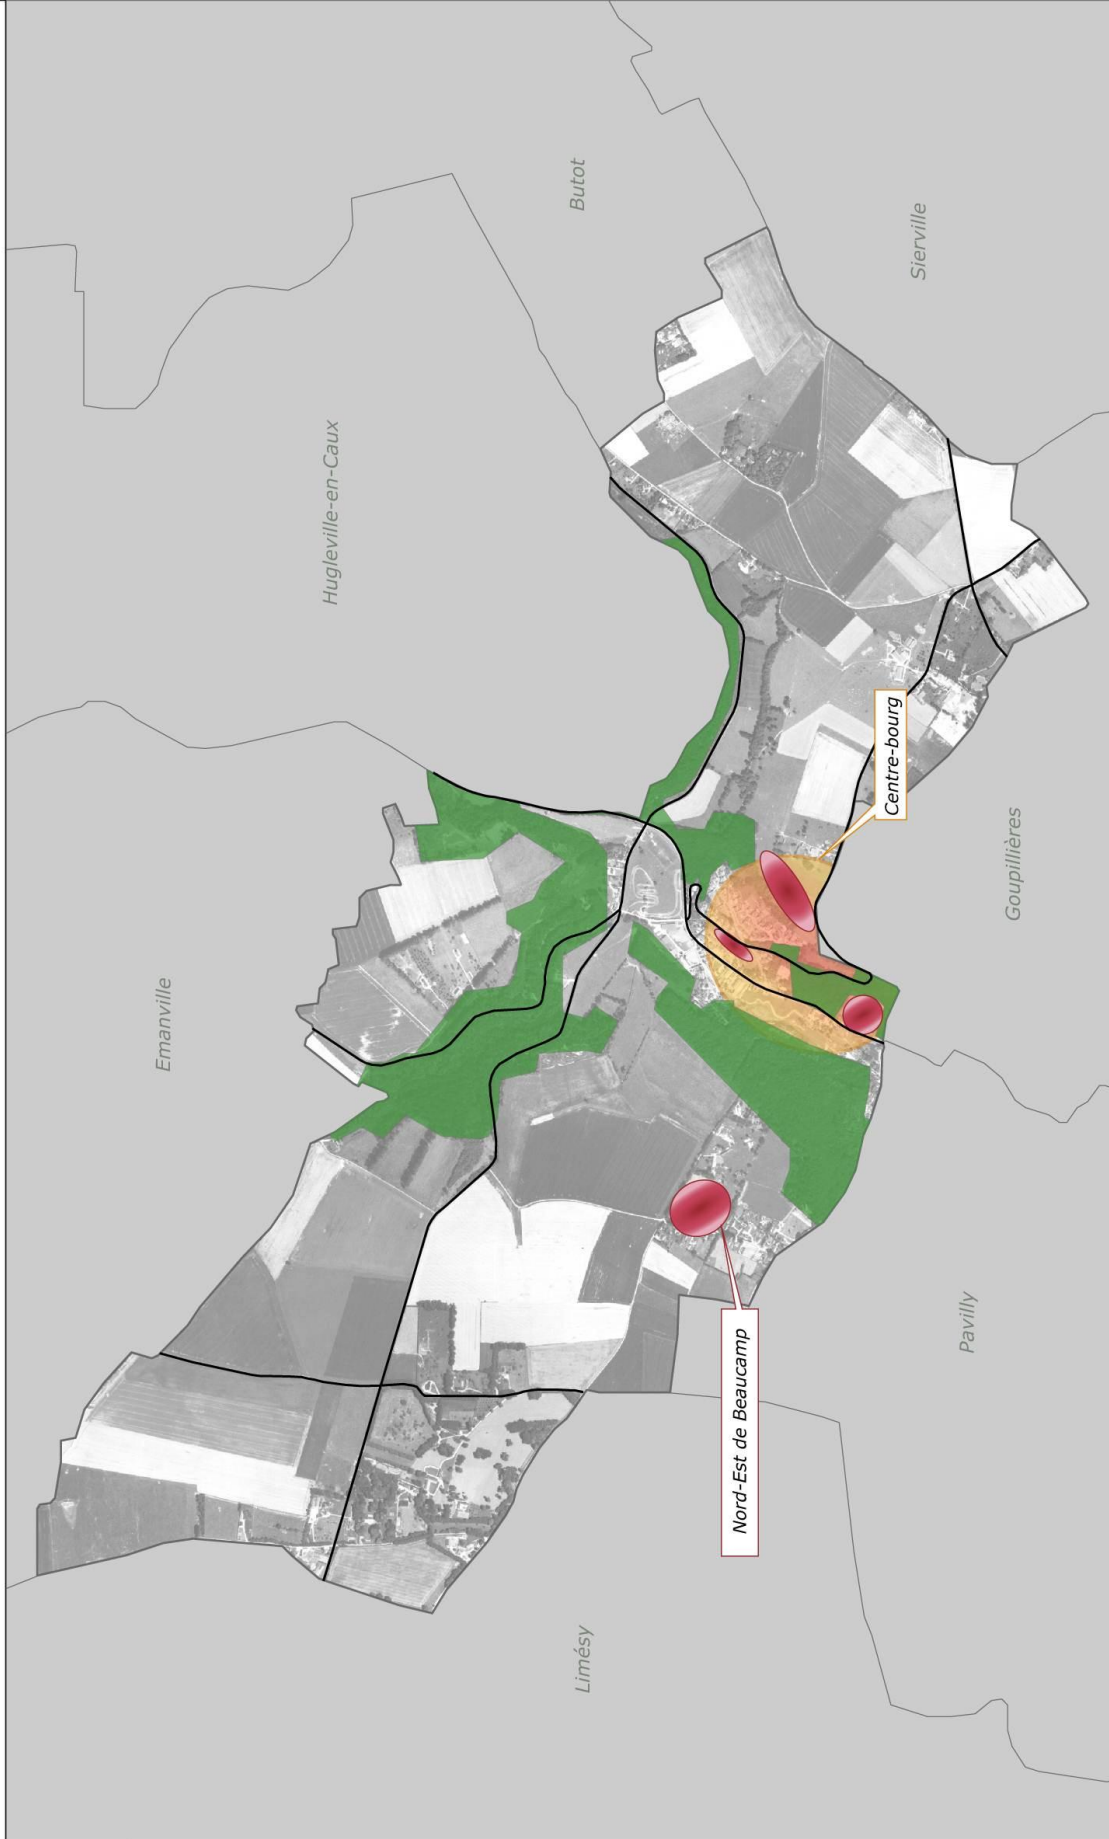 Emanville
Hugleville-en-Caux
Limésy
Butot
Nord-Est de Beaucamp
Centre-bourg
Sierville
Pavilly
Goupillières